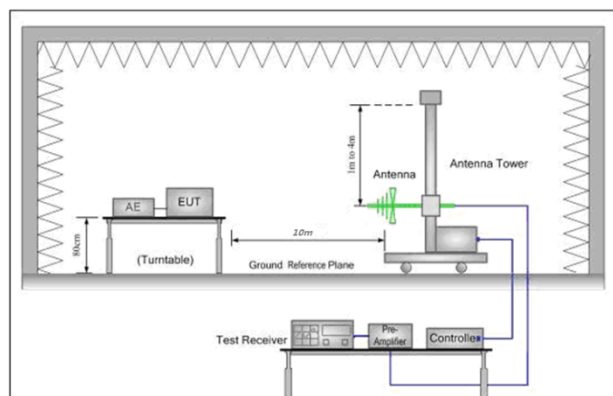 1m to 4m
Antenna
Antenna Tower
AE
EUT
80cm
(Turntable)
10m
Ground Reference Plane
Test Receiver
Pre-
Amplifier
Controller